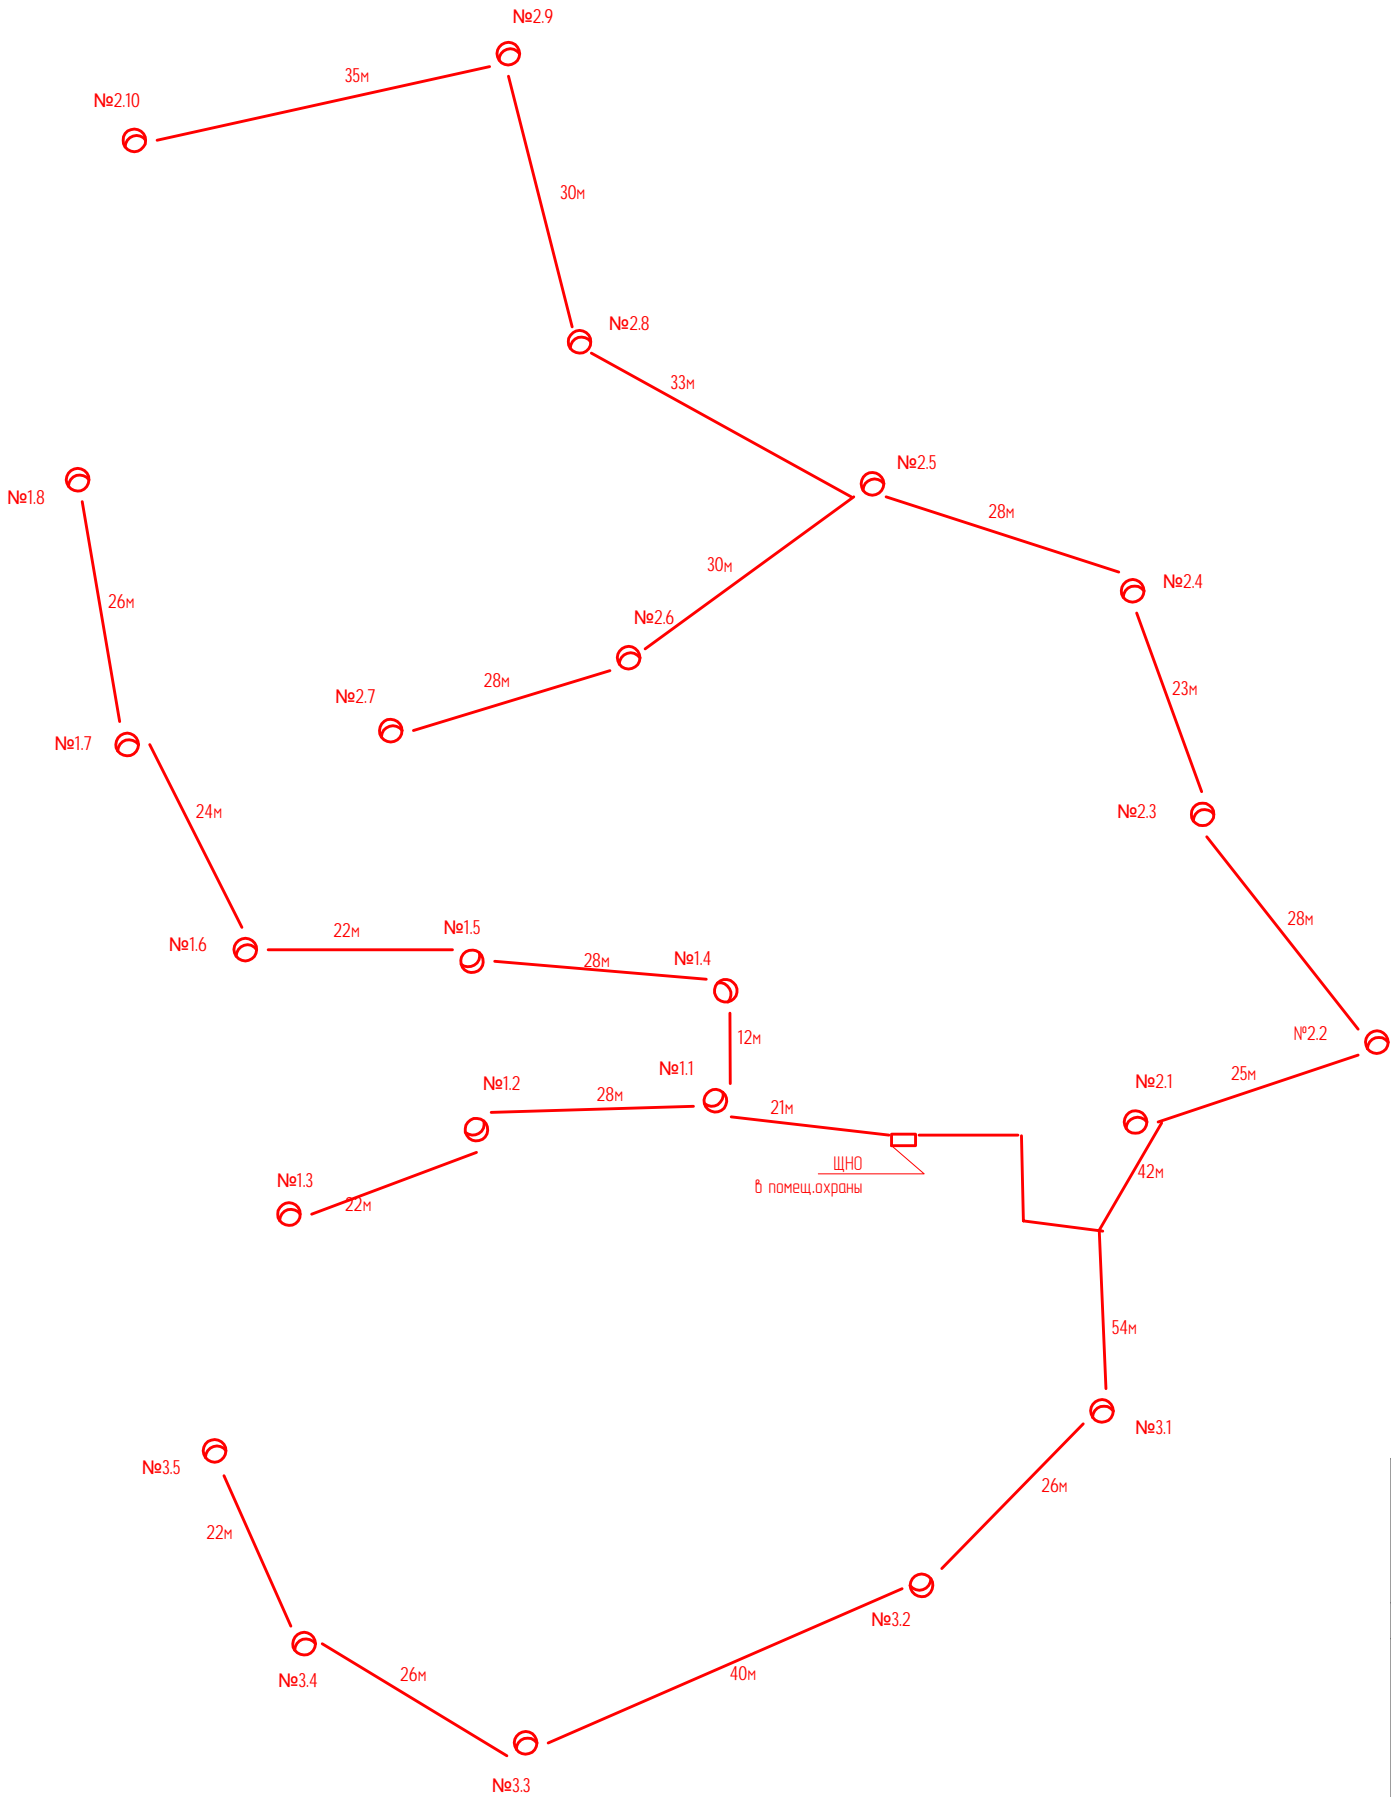 №2.9
35м
№2.10
30м
№2.8
33м
№2.5
№1.8
28м
30м
№2.4
26м
№2.6
28м
23м
№2.7
№1.7
24м
№2.3
28м
№1.5
22м
№1.6
№1.4
28м
12м
№2.2
№1.1
25м
№2.1
№1.2
28м
21м
ЩНО
в помещ.охраны
42м
№1.3
22м
54м
№3.1
№3.5
26м
22м
№3.2
26м
40м
№3.4
№3.3